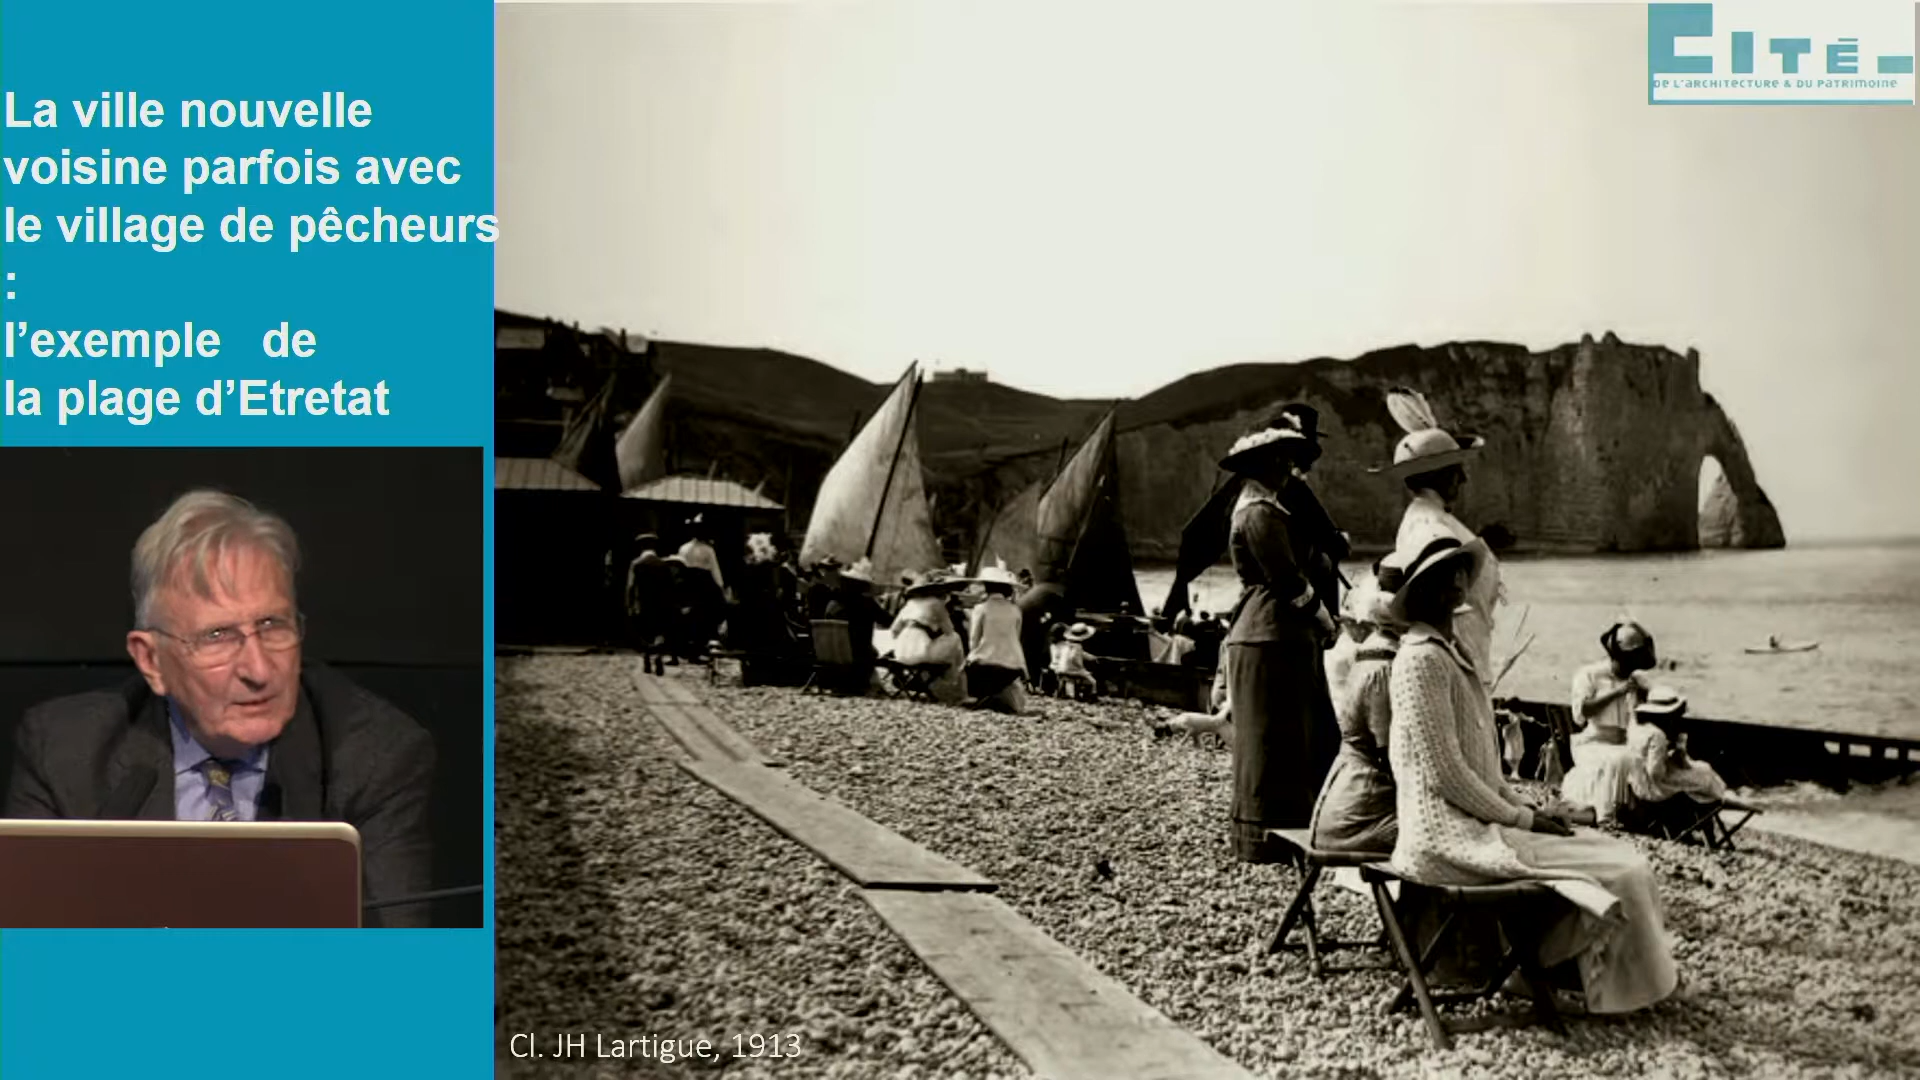 La ville nouvelle
voisine parfois avec
le village de pêcheurs
:
l’exemple de
la plage d’Etretat
CITÉ
DE L'ARCHITECTURE & DU PATRIMOINE
Cl. JH Lartigue, 1913